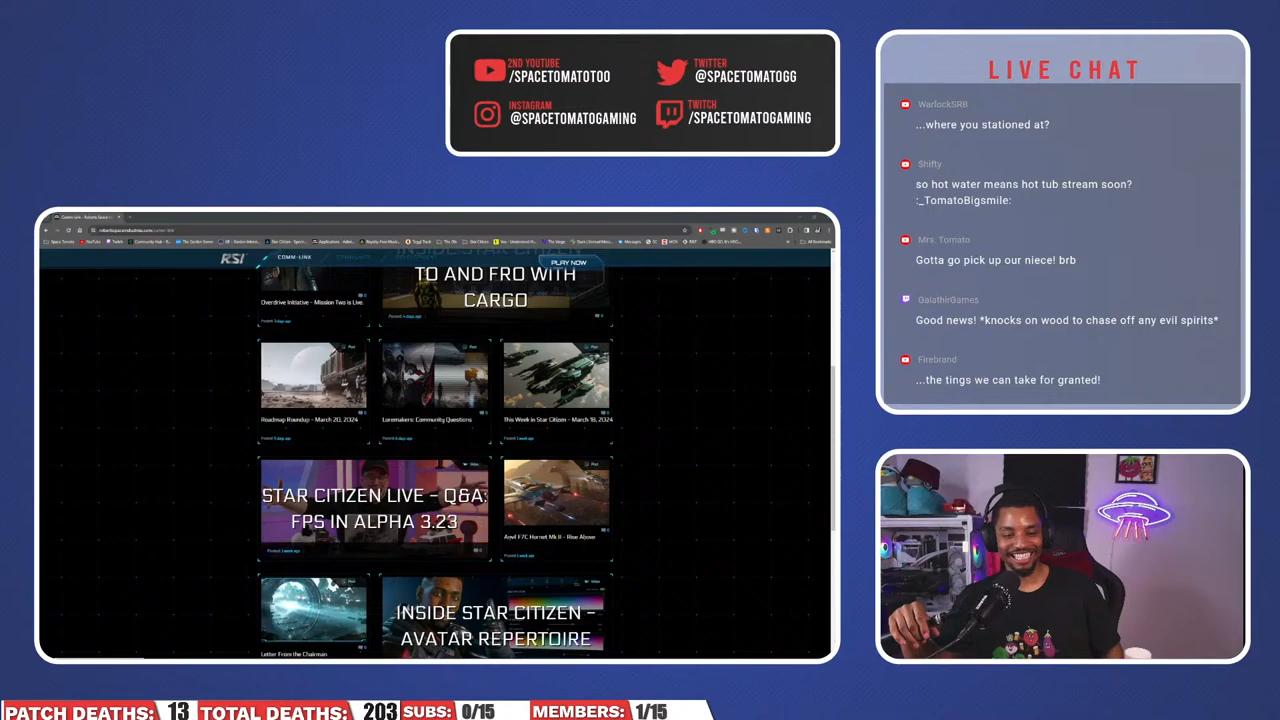 2ND YOUTUBE
/SPACETOMATOTOO
TWITTER
@SPACETOMATOGG
INSTAGRAM
@SPACETOMATOGAMING
TWITCH
/SPACETOMATOGAMING
LIVE CHAT
WarlockSRB
...where you stationed at?
Shifty
so hot water means hot tub stream soon?
:_TomatoBigsmile:
Mrs. Tomato
Gotta go pick up our niece! brb
GalathirGames
Good news! *knocks on wood to chase off any evil spirits*
Firebrand
...the tings we can take for granted!
RSI
COMM-LINK
PLAY NOW
INSIDE STAR CITIZEN
TO AND FRO WITH
CARGO
Overdrive Initiative - Mission Two is Live
Roadmap Roundup - March 20, 2024
Loremakers: Community Questions
This Week in Star Citizen - March 18, 2024
STAR CITIZEN LIVE - Q&A:
FPS IN ALPHA 3.23
Anvil F7C Hornet Mk II - Rise Above
INSIDE STAR CITIZEN -
AVATAR REPERTOIRE
Letter From the Chairman
PATCH DEATHS: 13
TOTAL DEATHS: 203
SUBS: 0/15
MEMBERS: 1/15